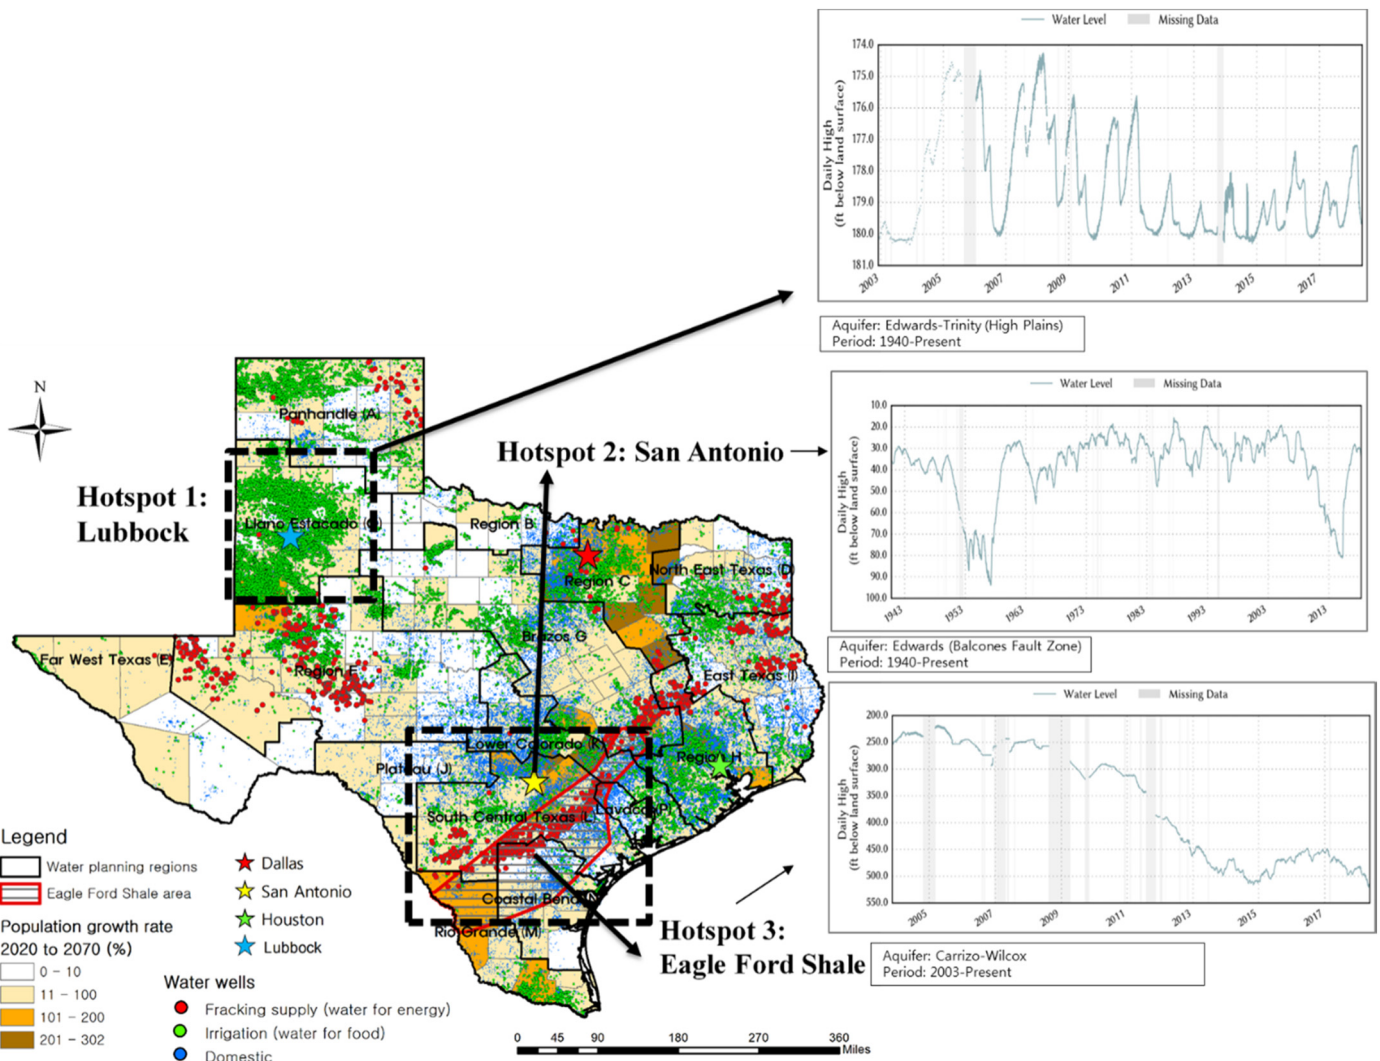 Water Level
Missing Data
174.0
175.0
176.0
177.0
178.0
179.0
180.0
181.0
Daily High
(ft below land surface)
2003
2005
2007
2009
2011
2013
2015
2017
Aquifer: Edwards-Trinity (High Plains)
Period: 1940-Present
Water Level
Missing Data
10.0
20.0
30.0
40.0
50.0
60.0
70.0
80.0
90.0
100.0
Daily High
(ft below land surface)
1943
1953
1963
1973
1983
1993
2003
2013
Aquifer: Edwards (Balcones Fault Zone)
Period: 1940-Present
Water Level
Missing Data
200.0
250.0
300.0
350.0
400.0
450.0
500.0
550.0
Daily High
(ft below land surface)
2005
2007
2009
2011
2013
2015
2017
Aquifer: Carrizo-Wilcox
Period: 2003-Present
N
Hotspot 1:
Lubbock
Hotspot 2: San Antonio
Hotspot 3:
Eagle Ford Shale
Panhandle (A)
Llano Estacado (O)
Region B
Region C
North East Texas (D)
Brazos G
Far West Texas (E)
Region F
East Texas (I)
Lower Colorado (K)
Region H
Plateau (J)
South Central Texas (L)
Lavaca(P)
Coastal Bend
Rio Grande (M)
Legend
Water planning regions
Eagle Ford Shale area
Population growth rate
2020 to 2070 (%)
0 - 10
11 - 100
101 - 200
201 - 302
Dallas
San Antonio
Houston
Lubbock
Water wells
Fracking supply (water for energy)
Irrigation (water for food)
Domestic
0 45 90 180 270 360
Miles